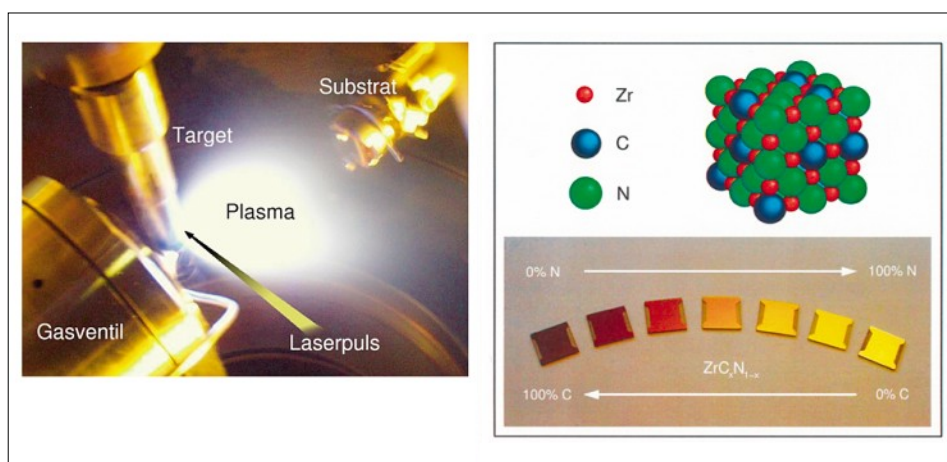 Substrat
Target
Plasma
Gasventil
Laserpuls
Zr
C
N
0% N
100% N
ZrCₓN₁₋ₓ
100% C
0% C